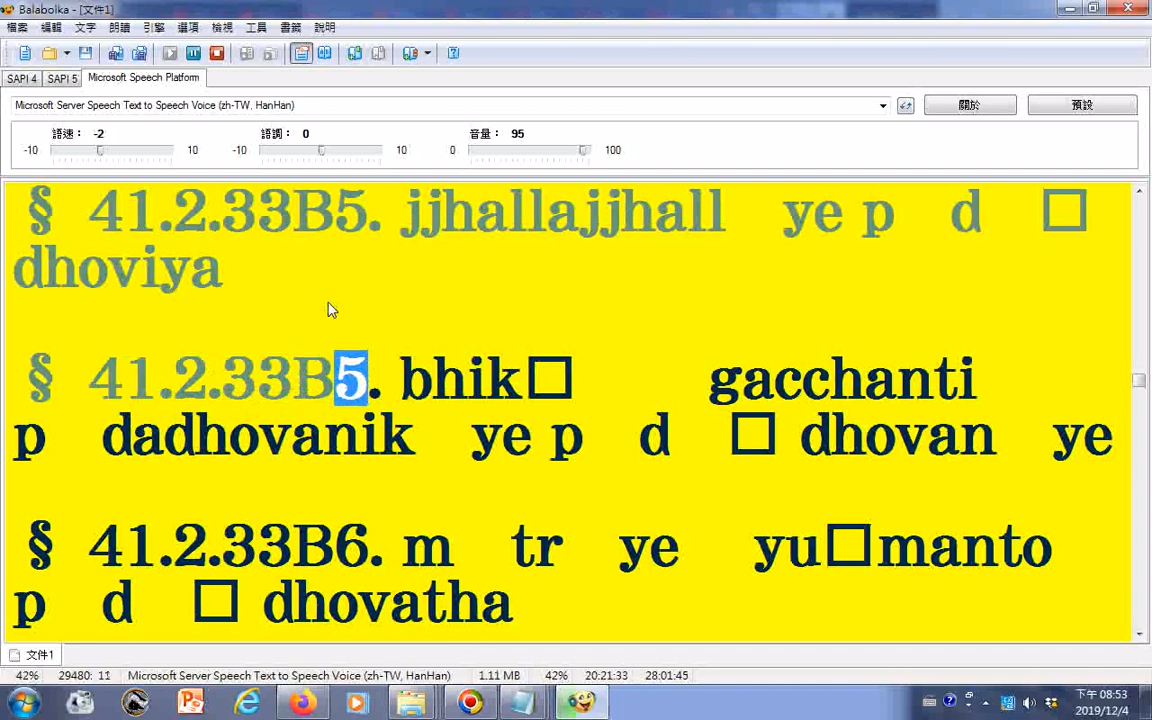 Balabolka - [文件1]
檔案 編輯 文字 朗讀 引擎 選項 檢視 工具 書籤 說明
SAPI 4 SAPI 5 Microsoft Speech Platform
Microsoft Server Speech Text to Speech Voice (zh-TW, HanHan) 關於 預設
語速： -2 語調： 0 音量： 95
-10 10 -10 10 0 100
§ 41.2.33B5. jjhallajjhall ye p d □
dhoviya
§ 41.2.33B5. bhik□ gacchanti
p dadhovanik ye p d □ dhovan ye
§ 41.2.33B6. m tr ye yu□manto
p d □ dhovatha
文件1
42% 29480: 11 Microsoft Server Speech Text to Speech Voice (zh-TW, HanHan) 1.11 MB 42% 20:21:33 28:01:45
下午 08:53
2019/12/4